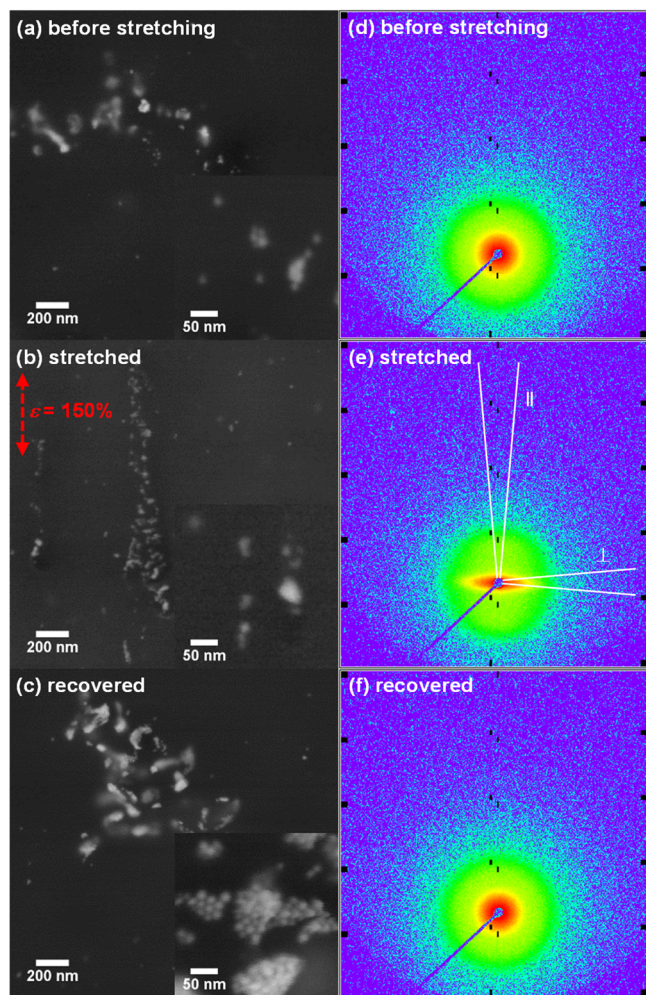 (a) before stretching
200 nm
50 nm
(d) before stretching
(b) stretched
ε = 150%
200 nm
50 nm
(e) stretched
||
⊥
(c) recovered
200 nm
50 nm
(f) recovered